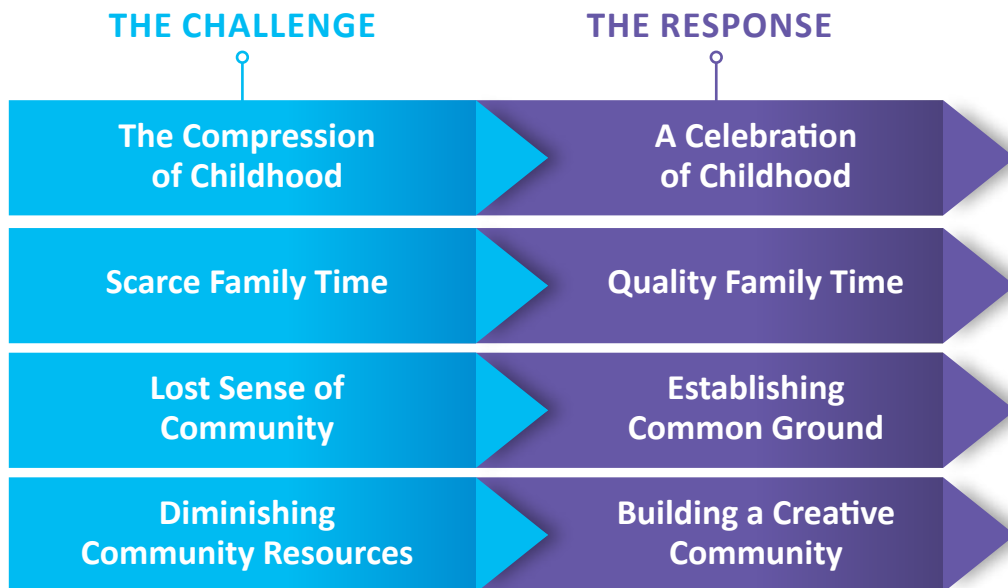 THE CHALLENGE
THE RESPONSE
The Compression
of Childhood
A Celebration
of Childhood
Scarce Family Time
Quality Family Time
Lost Sense of
Community
Establishing
Common Ground
Diminishing
Community Resources
Building a Creative
Community